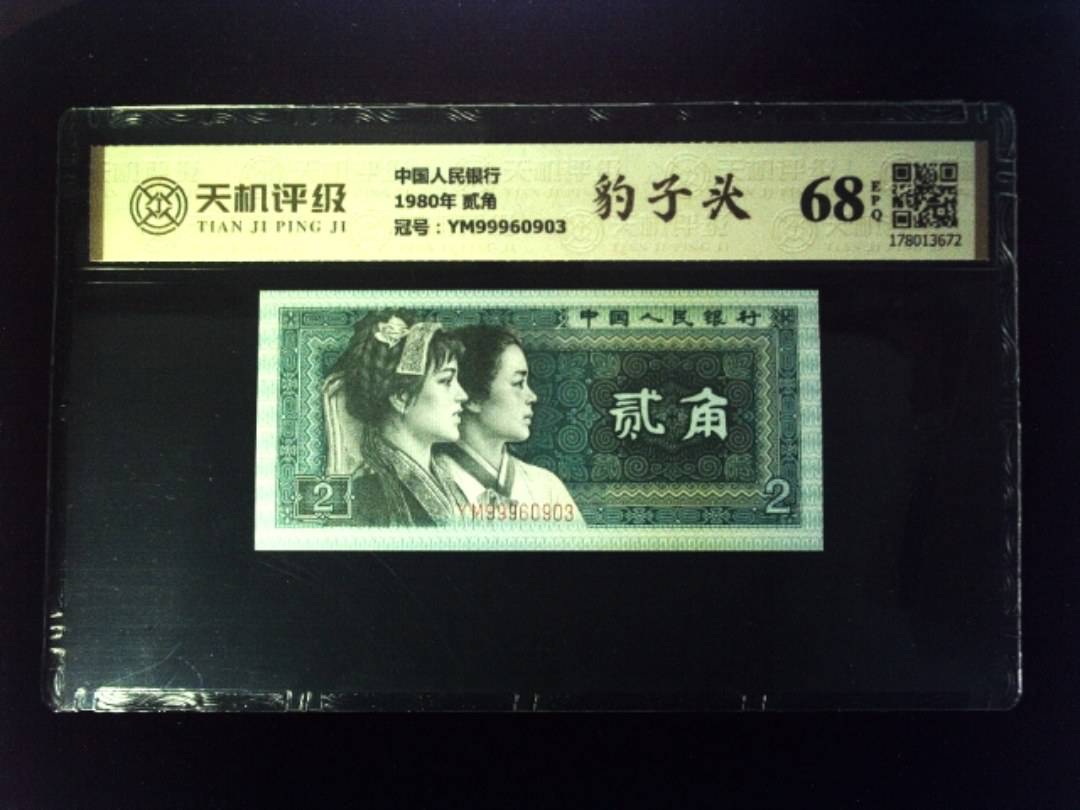 天机评级
TIAN JI PING JI
中国人民银行
1980年 贰角
冠号：YM99960903
豹子头
68
EPQ
178013672
中国人民银行
贰角
2
YM99960903
2